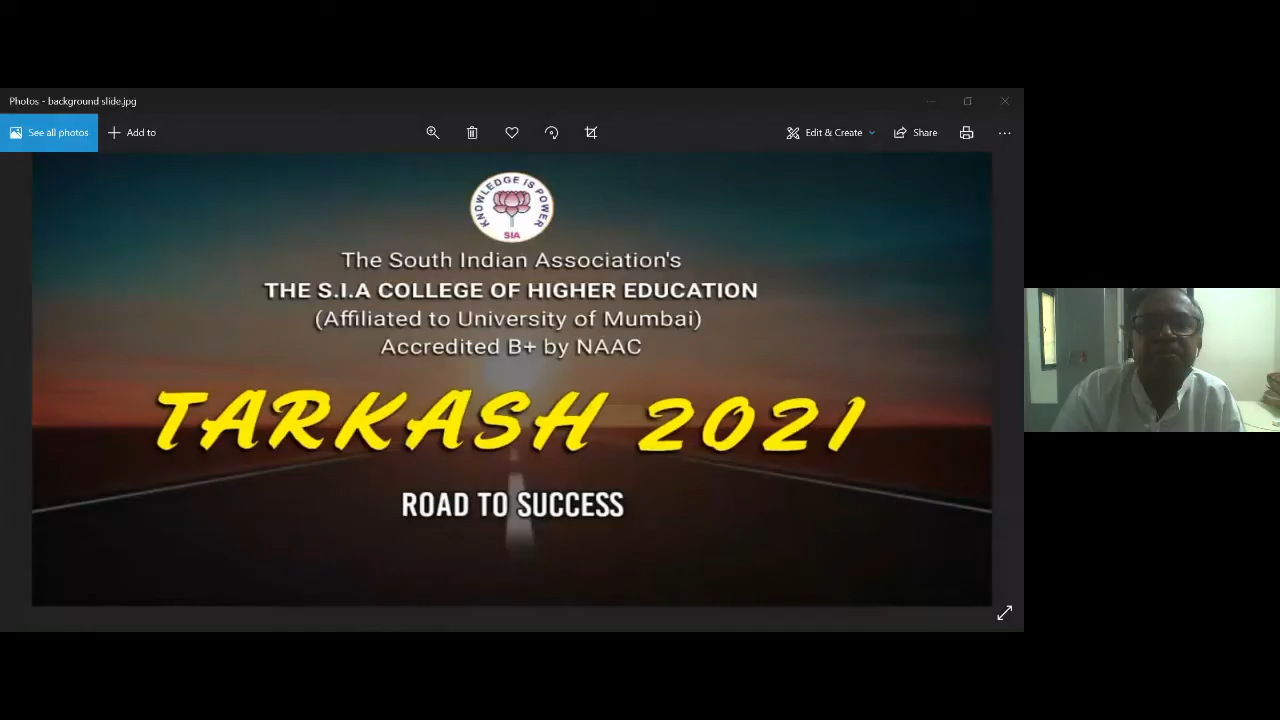 Photos - background slide.jpg
See all photos
Add to
Edit & Create
Share
KNOWLEDGE IS POWER
SIA
The South Indian Association's
THE S.I.A COLLEGE OF HIGHER EDUCATION
(Affiliated to University of Mumbai)
Accredited B+ by NAAC
TARKASH 2021
ROAD TO SUCCESS